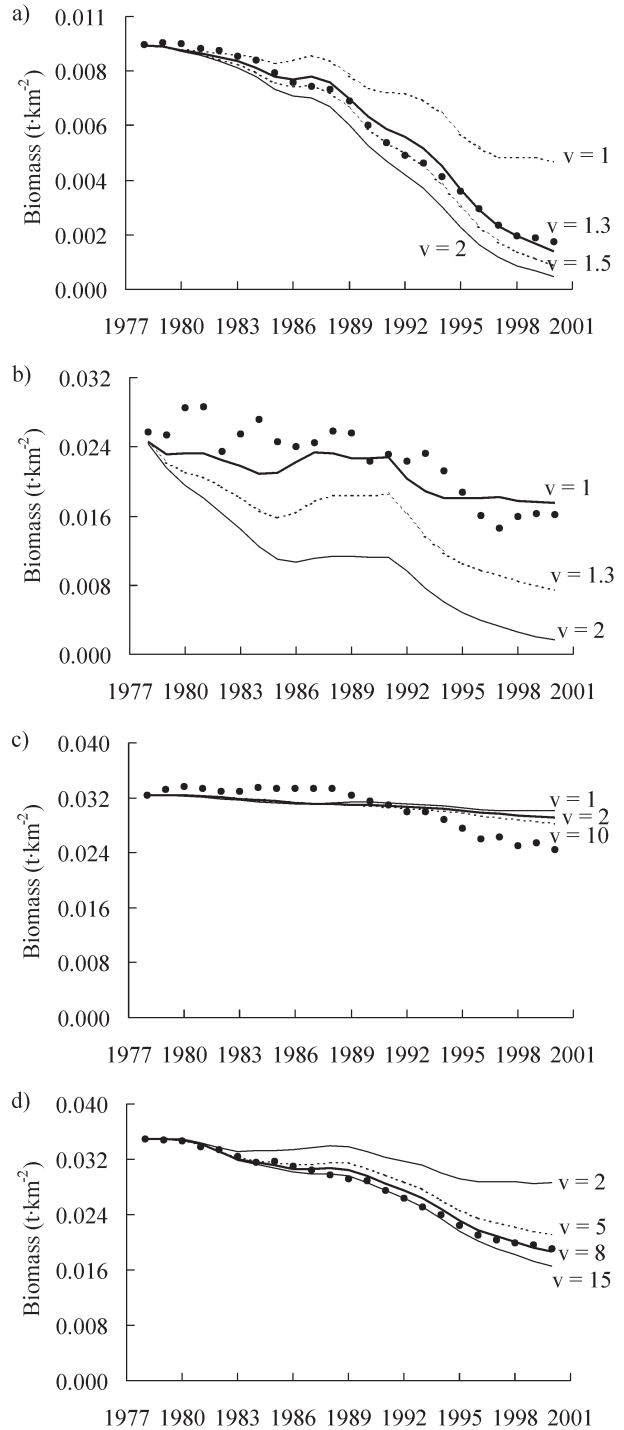 a)
0.011
0.008
0.006
0.004
0.002
0.000
Biomass (t·km-2)
v = 1
v = 1.3
v = 1.5
v = 2
1977 1980 1983 1986 1989 1992 1995 1998 2001
b)
0.032
0.024
0.016
0.008
0.000
Biomass (t·km-2)
v = 1
v = 1.3
v = 2
1977 1980 1983 1986 1989 1992 1995 1998 2001
c)
0.040
0.032
0.024
0.016
0.008
0.000
Biomass (t·km-2)
v = 1
v = 2
v = 10
1977 1980 1983 1986 1989 1992 1995 1998 2001
d)
0.040
0.032
0.024
0.016
0.008
0.000
Biomass (t·km-2)
v = 2
v = 5
v = 8
v = 15
1977 1980 1983 1986 1989 1992 1995 1998 2001